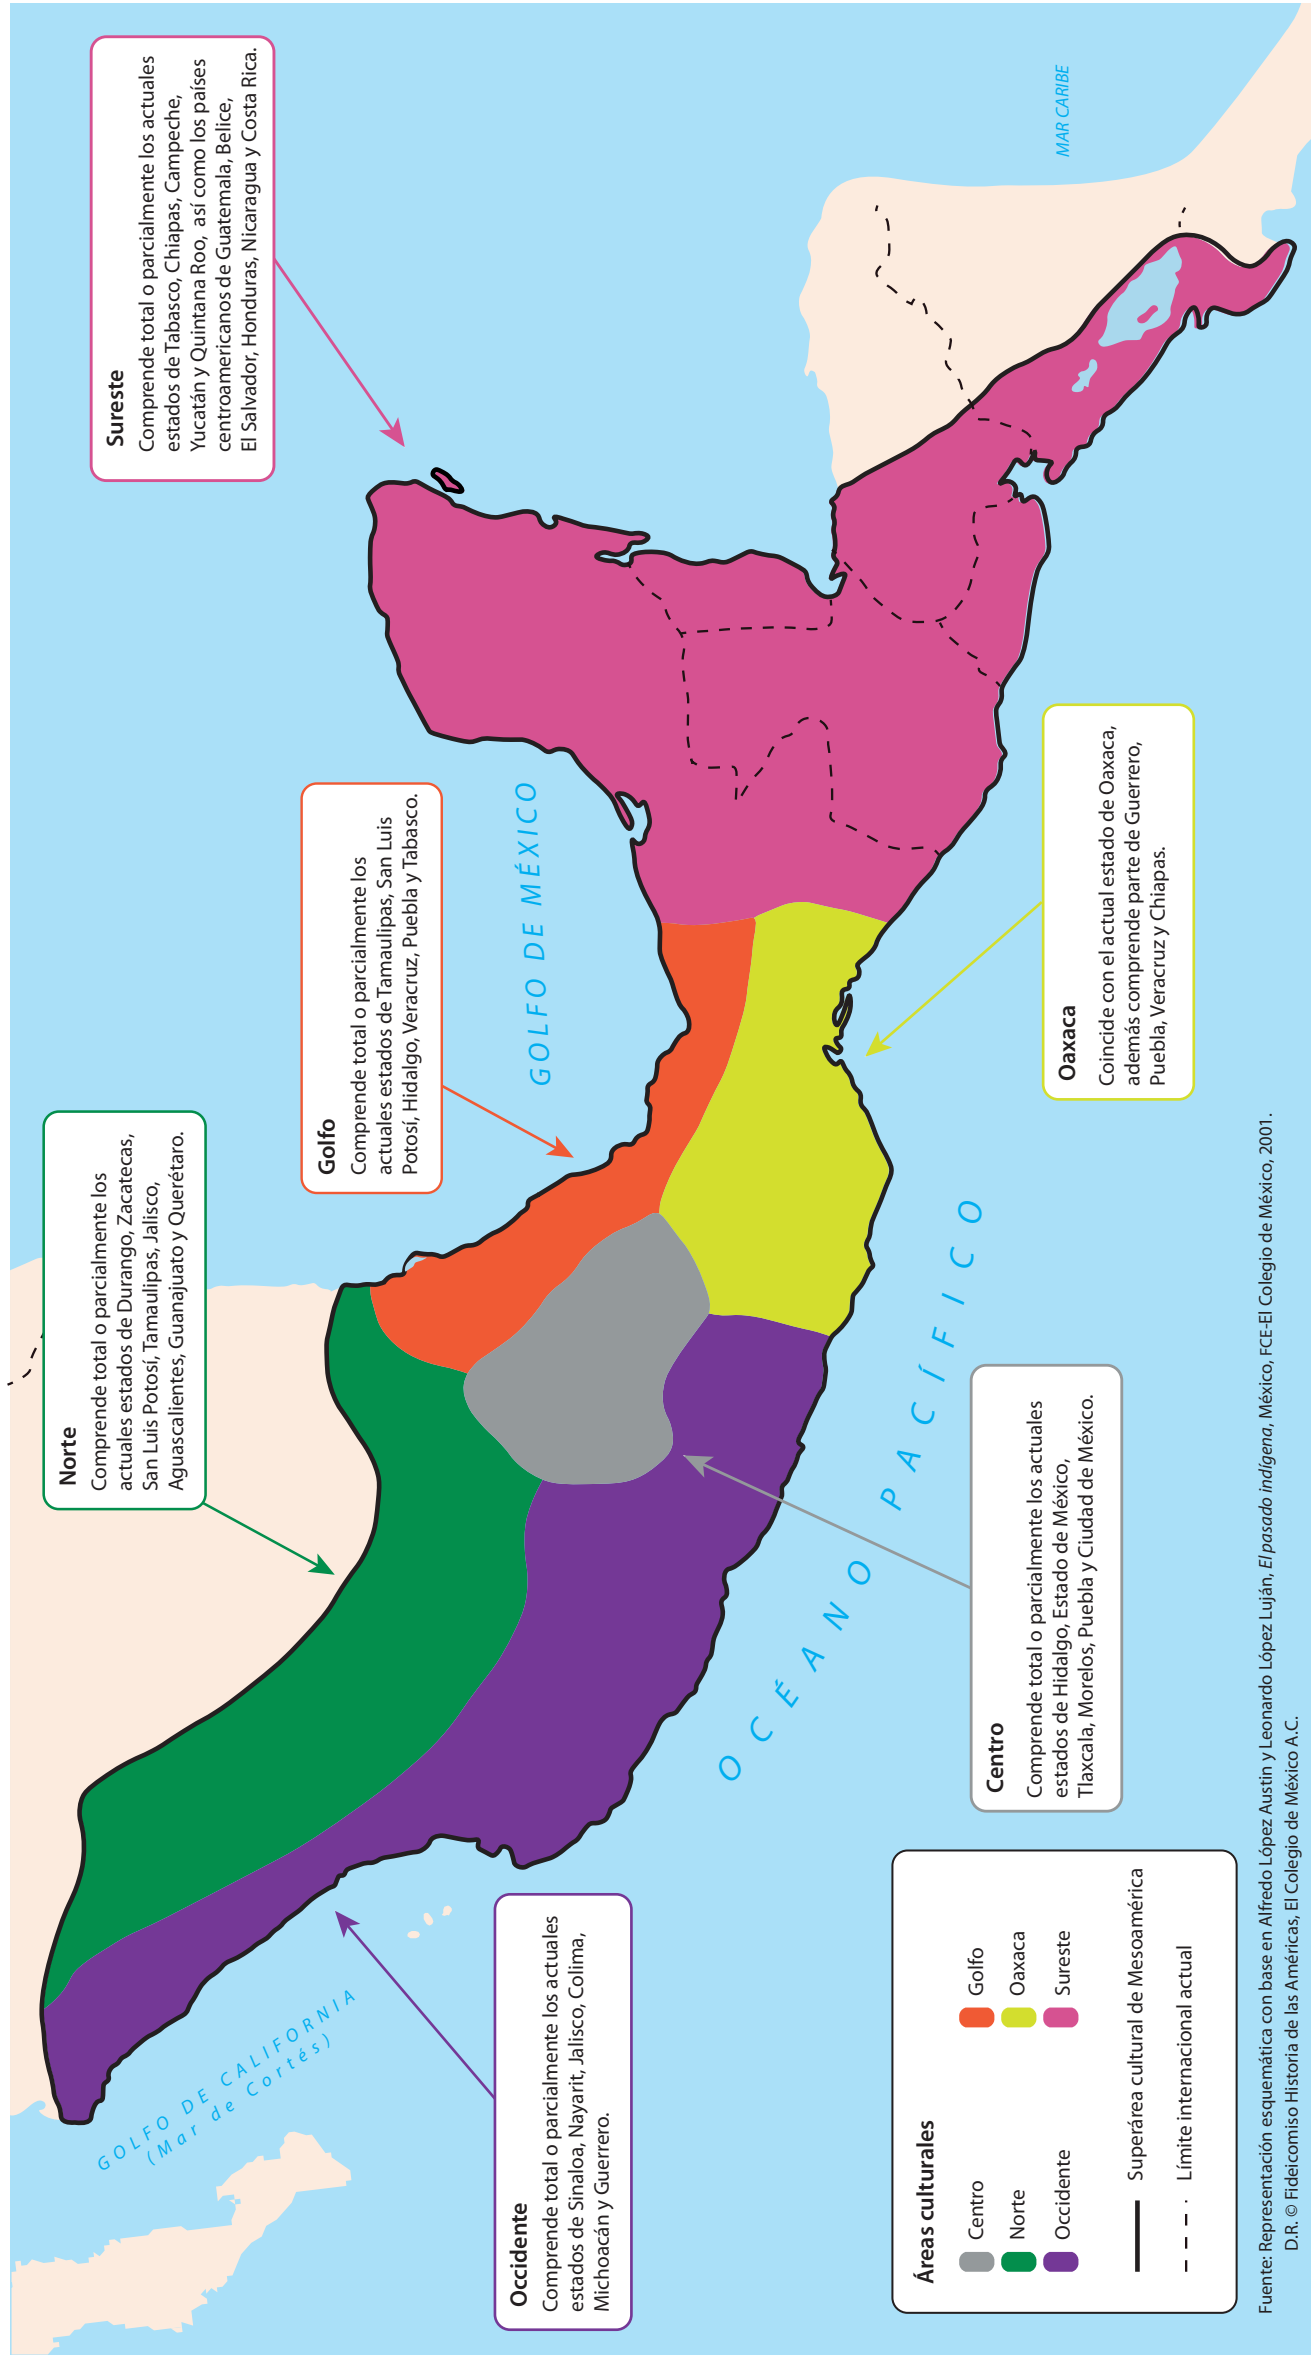 Norte
Comprende total o parcialmente los
actuales estados de Durango, Zacatecas,
San Luis Potosí, Tamaulipas, Jalisco,
Aguascalientes, Guanajuato y Querétaro.
Sureste
Comprende total o parcialmente los actuales
estados de Tabasco, Chiapas, Campeche,
Yucatán y Quintana Roo, así como los países
centroamericanos de Guatemala, Belice,
El Salvador, Honduras, Nicaragua y Costa Rica.
Golfo
Comprende total o parcialmente los
actuales estados de Tamaulipas, San Luis
Potosí, Hidalgo, Veracruz, Puebla y Tabasco.
GOLFO DE CALIFORNIA
(Mar de Cortés)
GOLFO DE MÉXICO
MAR CARIBE
Occidente
Comprende total o parcialmente los actuales
estados de Sinaloa, Nayarit, Jalisco, Colima,
Michoacán y Guerrero.
OCÉANO PACÍFICO
Centro
Comprende total o parcialmente los actuales
estados de Hidalgo, Estado de México,
Tlaxcala, Morelos, Puebla y Ciudad de México.
Oaxaca
Coincide con el actual estado de Oaxaca,
además comprende parte de Guerrero,
Puebla, Veracruz y Chiapas.
Áreas culturales
Centro
Norte
Occidente
Golfo
Oaxaca
Sureste
Superárea cultural de Mesoamérica
Límite internacional actual
Fuente: Representación esquemática con base en Alfredo López Austin y Leonardo López Luján, El pasado indígena, México, FCE-El Colegio de México, 2001.
D.R. © Fideicomiso Historia de las Américas, El Colegio de México A.C.